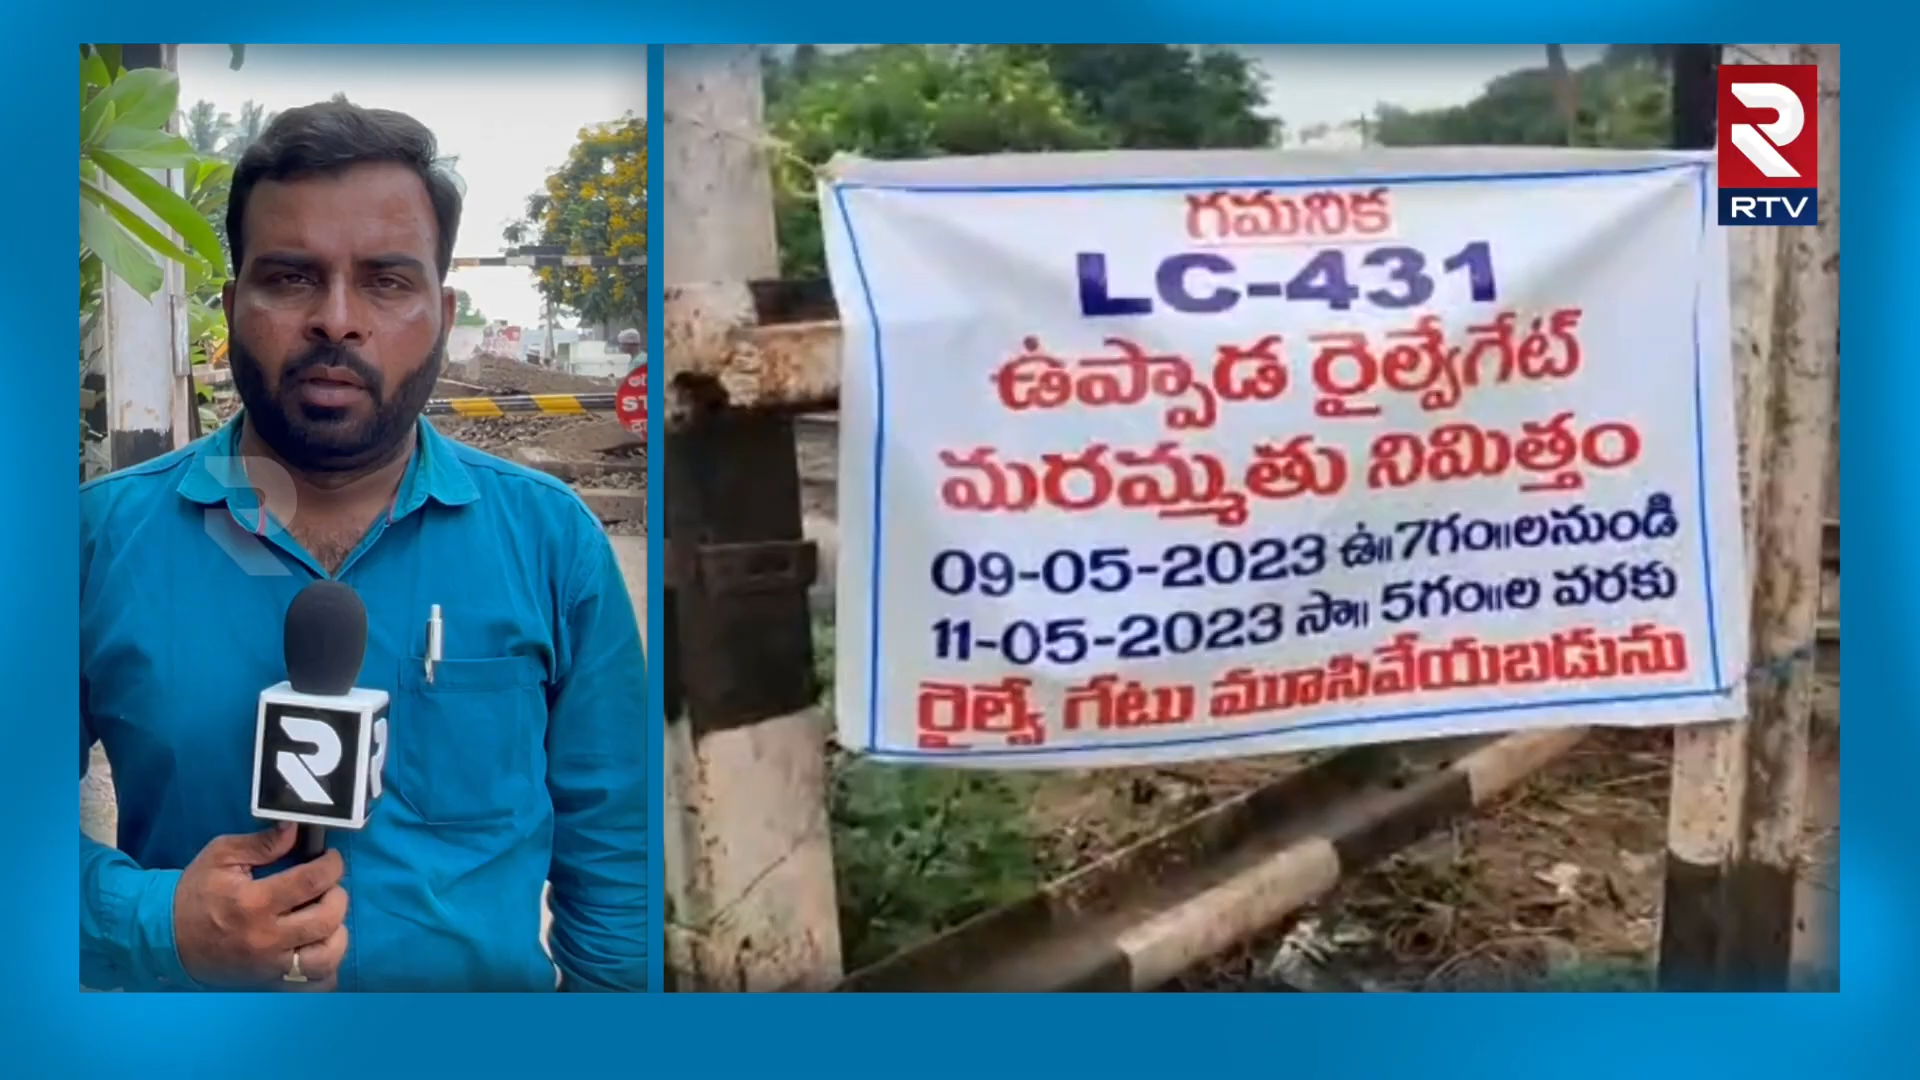 గమనిక
LC-431
ఉప్పాడ రైల్వేగేట్
మరమ్మతు నిమిత్తం
09-05-2023 ఉ॥7గం॥లనుండి
11-05-2023 సా॥ 5గం॥ల వరకు
రైల్వే గేటు మూసివేయబడును
R
RTV
R